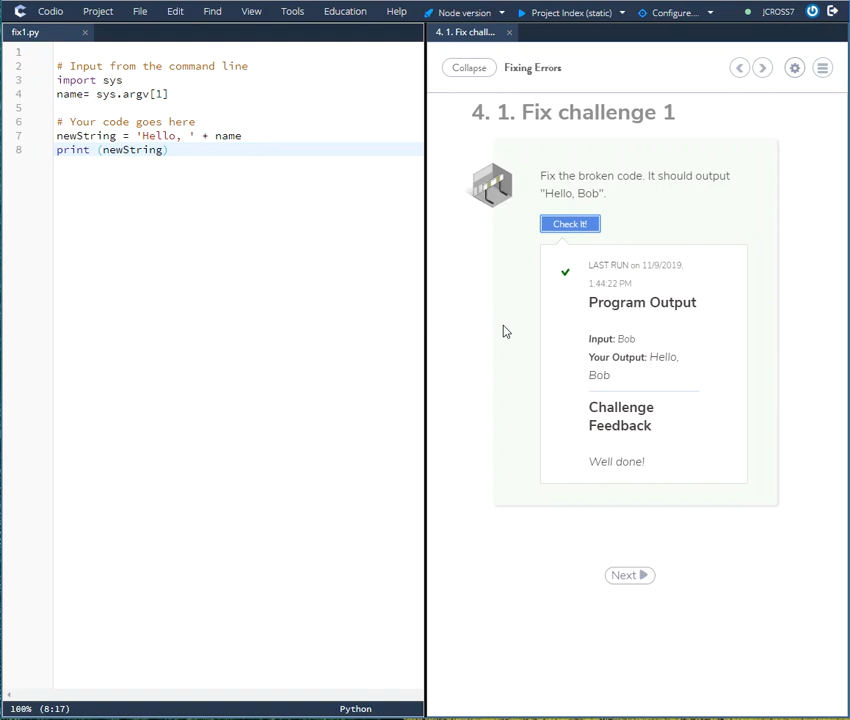 Codio Project File Edit Find View Tools Education Help Node version Project Index (static) Configure... JCROSS7
fix1.py ×
1
2 # Input from the command line
3 import sys
4 name= sys.argv[1]
5
6 # Your code goes here
7 newString = 'Hello, ' + name
8 print (newString)
100% (8:17) Python
4. 1. Fix chall... ×
Collapse Fixing Errors
4. 1. Fix challenge 1
Fix the broken code. It should output
"Hello, Bob".
Check It!
LAST RUN on 11/9/2019,
1:44:22 PM
Program Output
Input: Bob
Your Output: Hello,
Bob
Challenge
Feedback
Well done!
Next